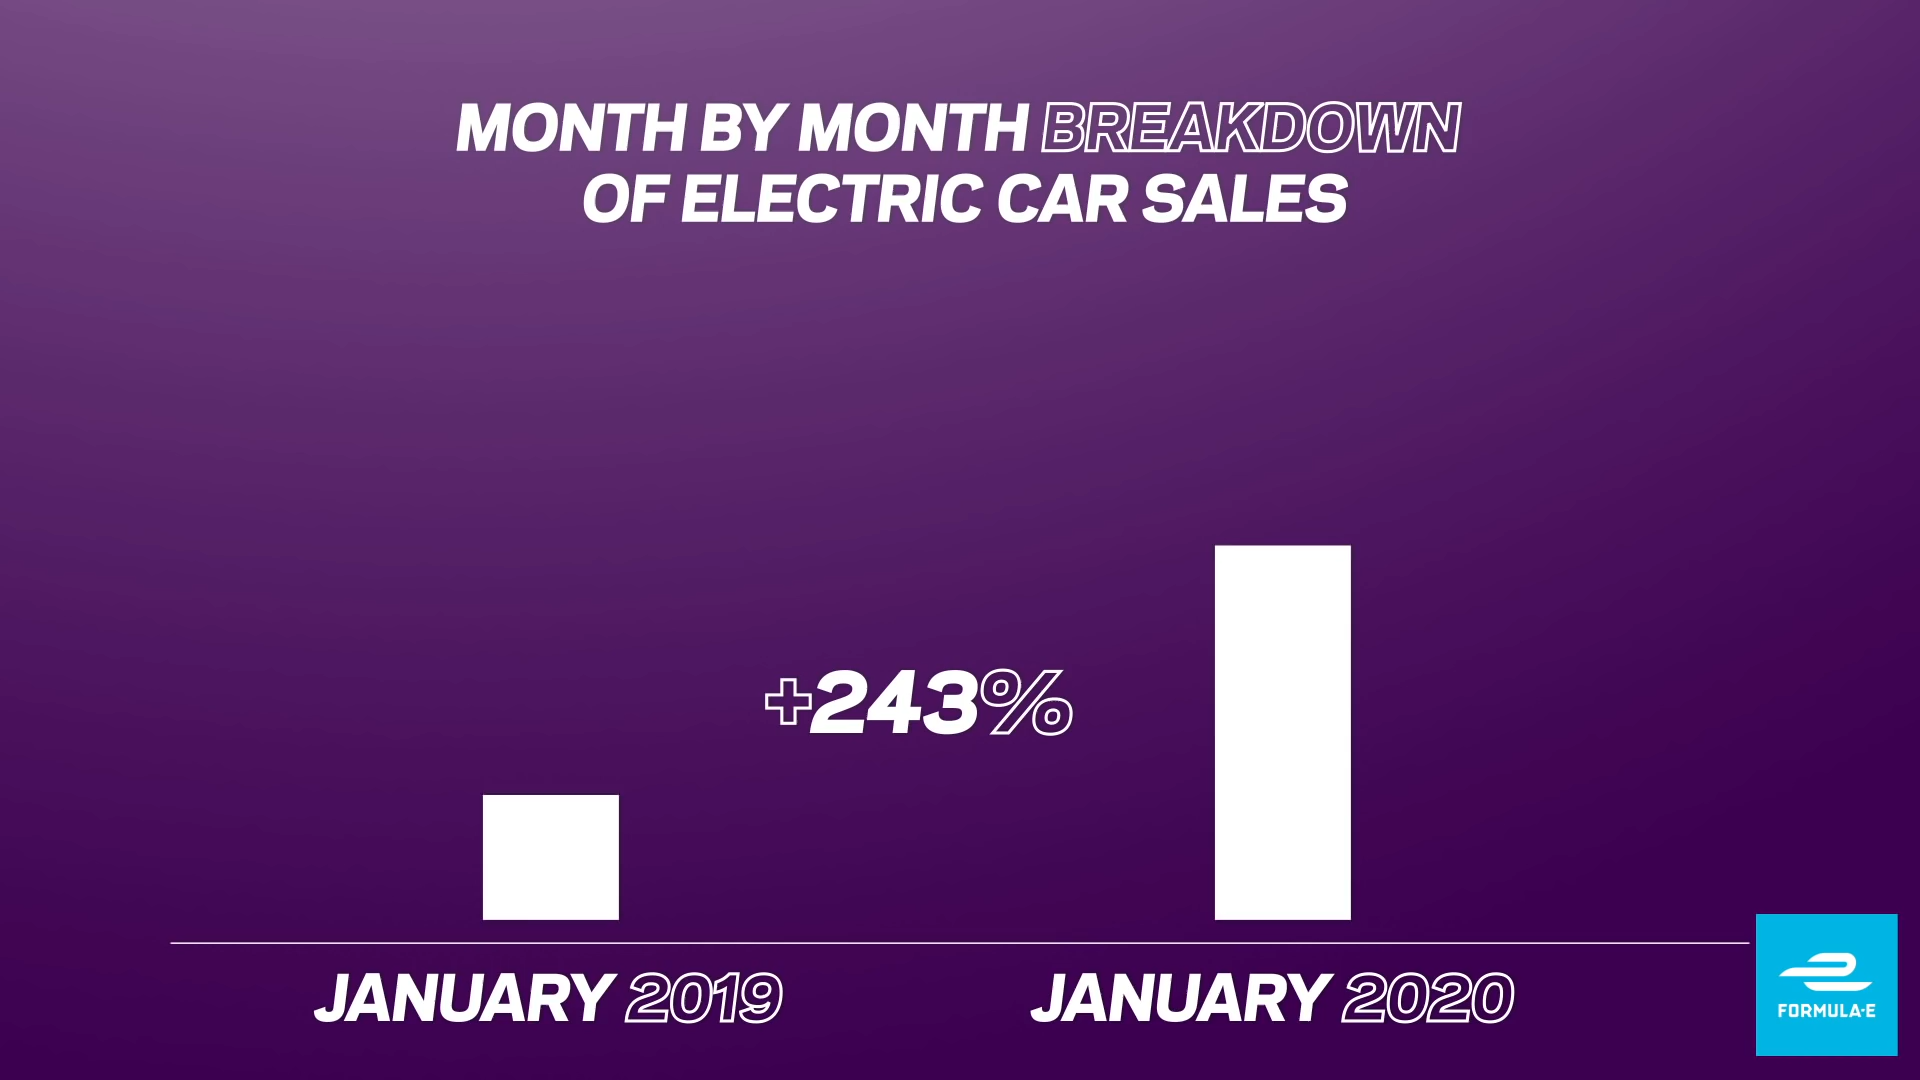 MONTH BY MONTH BREAKDOWN
OF ELECTRIC CAR SALES
+243%
JANUARY 2019
JANUARY 2020
FORMULA-E